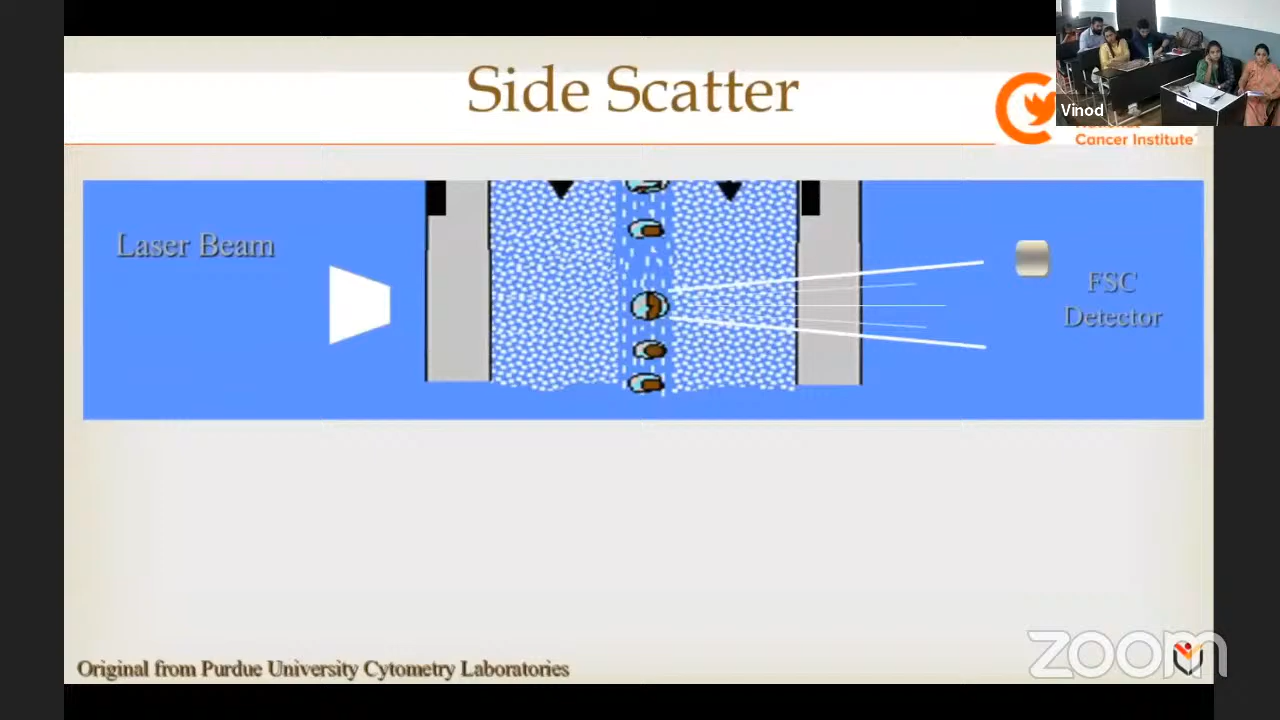 Side Scatter
Vinod
Cancer Institute
Laser Beam
FSC
Detector
Original from Purdue University Cytometry Laboratories
zoom